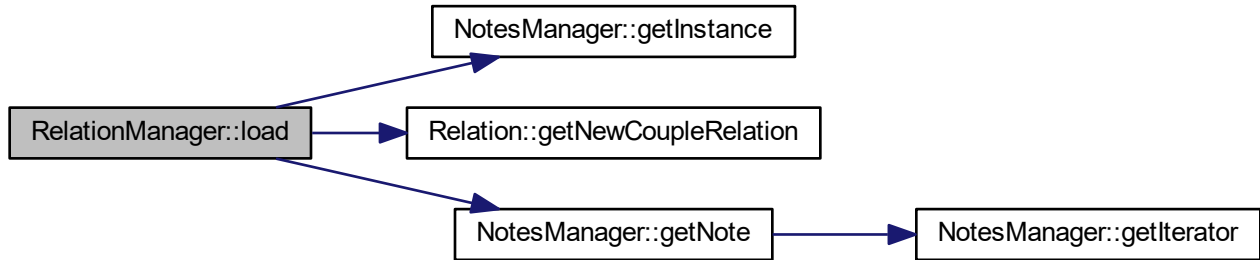 NotesManager::getInstance
RelationManager::load
Relation::getNewCoupleRelation
NotesManager::getNote
NotesManager::getIterator